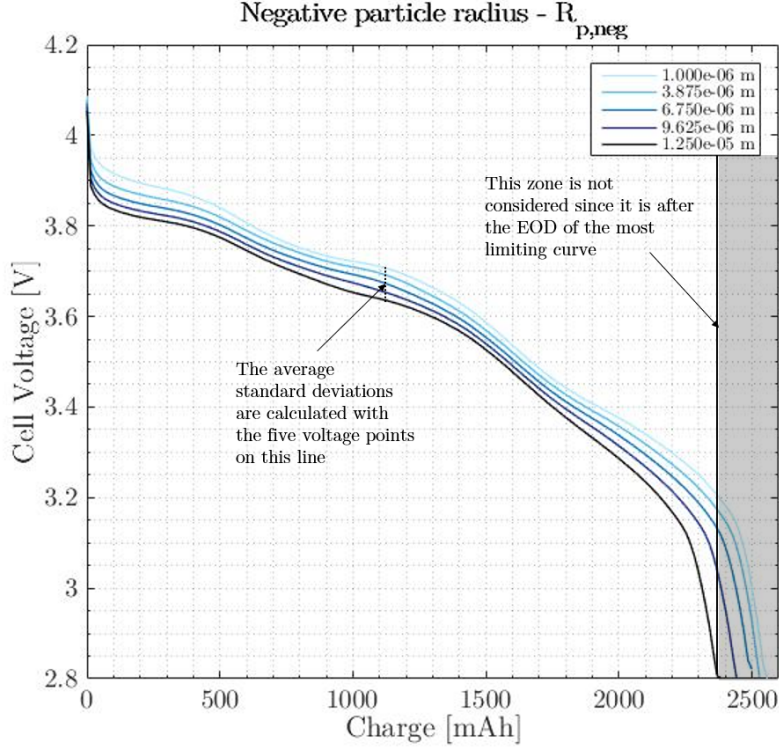 Negative particle radius - R p,neg
4.2
4
3.8
3.6
3.4
3.2
3
2.8
Cell Voltage [V]
1.000e-06 m
3.875e-06 m
6.750e-06 m
9.625e-06 m
1.250e-05 m
This zone is not
considered since it is after
the EOD of the most
limiting curve
The average
standard deviations
are calculated with
the five voltage points
on this line
0
500
1000
1500
2000
2500
Charge [mAh]